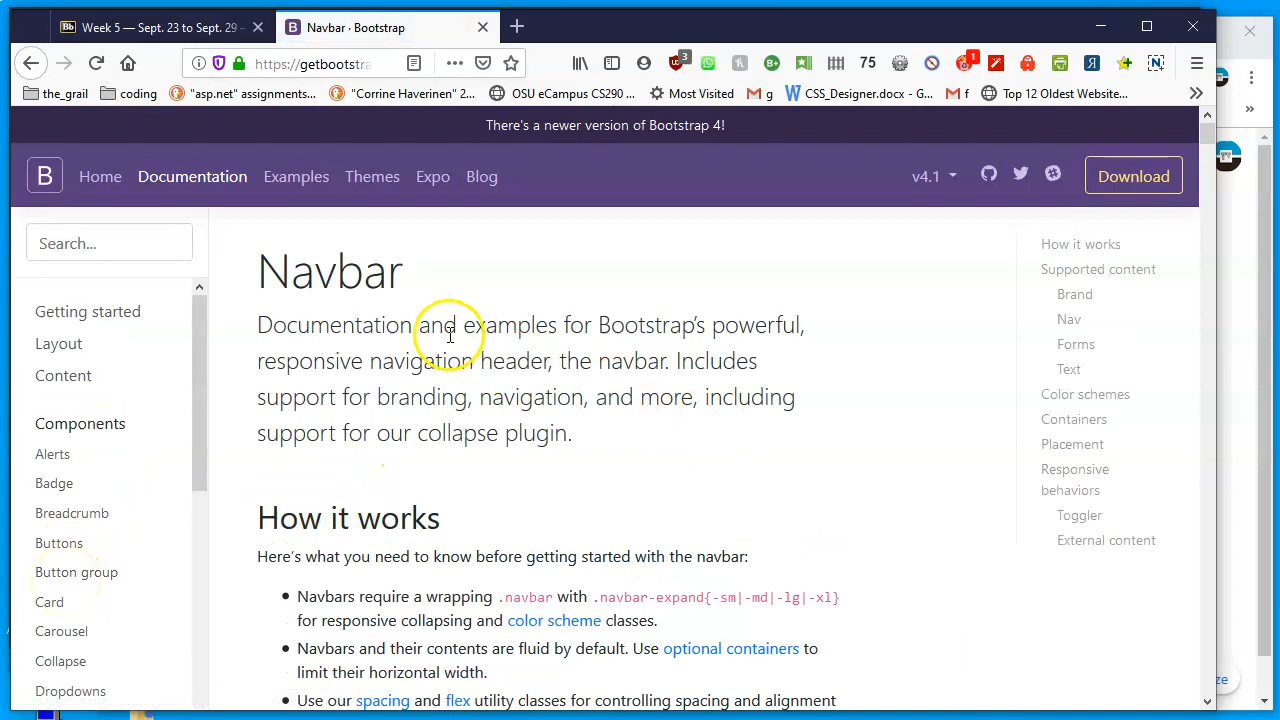 Week 5 — Sept. 23 to Sept. 29 -
Navbar · Bootstrap
https://getbootstra
3
75
1
the_grail
coding
"asp.net" assignments...
"Corrine Haverinen" 2...
OSU eCampus CS290 ...
Most Visited
g
CSS_Designer.docx - G...
f
Top 12 Oldest Website...
There's a newer version of Bootstrap 4!
B
Home
Documentation
Examples
Themes
Expo
Blog
v4.1
Download
Search...
Getting started
Layout
Content
Components
Alerts
Badge
Breadcrumb
Buttons
Button group
Card
Carousel
Collapse
Dropdowns
Navbar
Documentation and examples for Bootstrap's powerful,
responsive navigation header, the navbar. Includes
support for branding, navigation, and more, including
support for our collapse plugin.
How it works
Here's what you need to know before getting started with the navbar:
Navbars require a wrapping .navbar with .navbar-expand{-sm|-md|-lg|-xl}
for responsive collapsing and color scheme classes.
Navbars and their contents are fluid by default. Use optional containers to
limit their horizontal width.
Use our spacing and flex utility classes for controlling spacing and alignment
How it works
Supported content
Brand
Nav
Forms
Text
Color schemes
Containers
Placement
Responsive
behaviors
Toggler
External content
ze